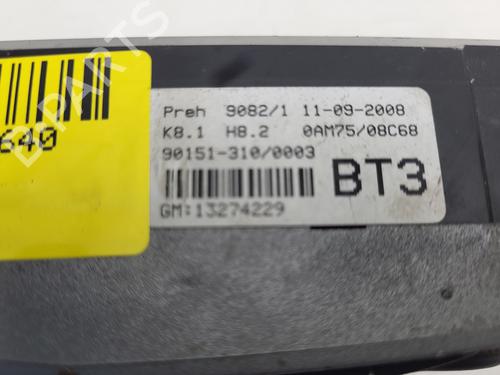 Preh 9082/1 11-09-2008
K8.1 H8.2 0AM75/08C68
90151-310/0003
BT3
GM:13274229
640
B-PARTS